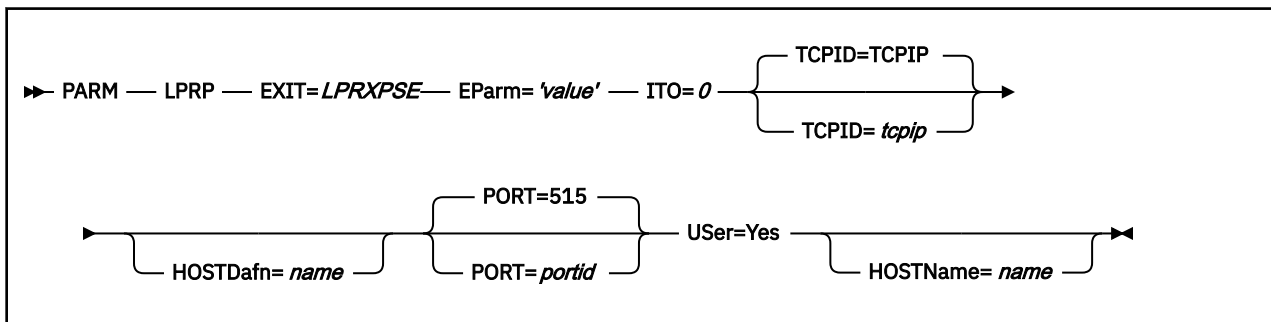 TCPID=TCPIP
PARM LPRP EXIT=LPRXPSE EParm='value' ITO=0
TCPID=tcpip
PORT=515
USer=Yes
HOSTDafn=name PORT=portid HOSTName=name